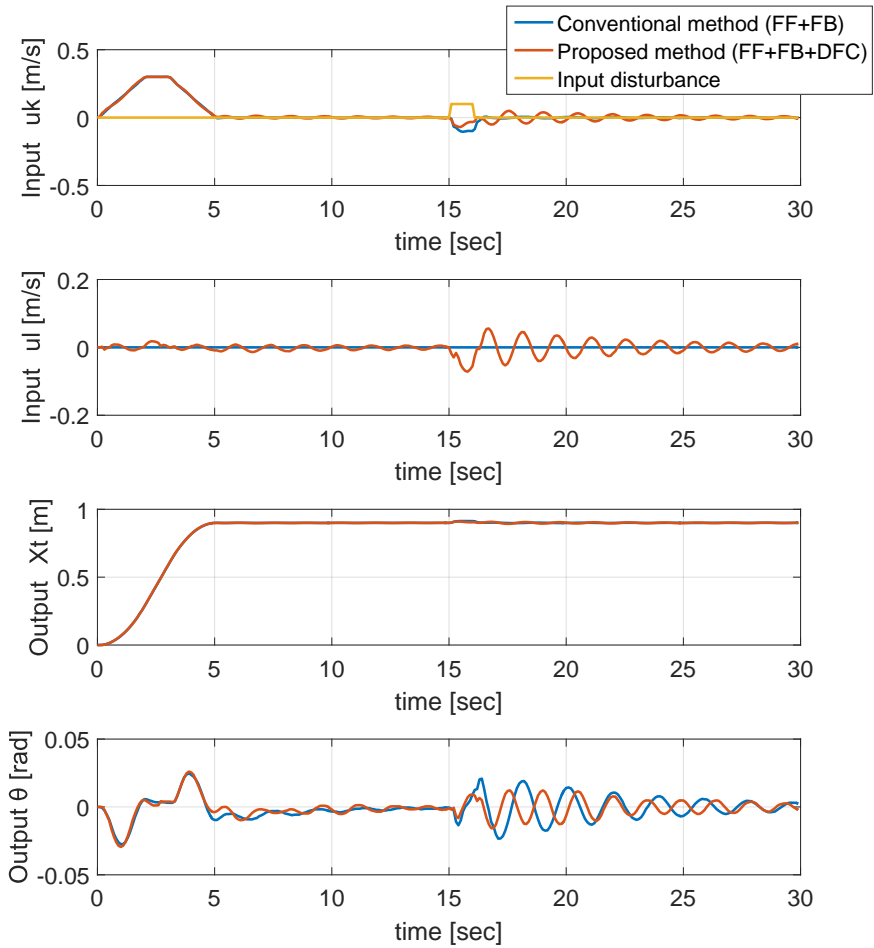 Conventional method (FF+FB)
Proposed method (FF+FB+DFC)
Input disturbance
Input uk [m/s]
0.5
0
-0.5
0 5 10 15 20 25 30
time [sec]
Input ul [m/s]
0.2
0
-0.2
0 5 10 15 20 25 30
time [sec]
Output Xt [m]
1
0.5
0
0 5 10 15 20 25 30
time [sec]
Output θ [rad]
0.05
0
-0.05
0 5 10 15 20 25 30
time [sec]